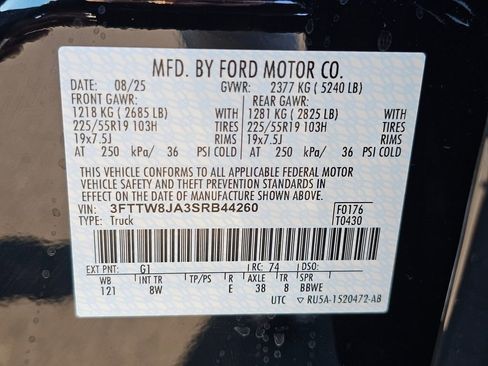 MFD. BY FORD MOTOR CO.
DATE: 08/25 GVWR: 2377 KG ( 5240 LB)
FRONT GAWR: REAR GAWR:
1218 KG ( 2685 LB) WITH 1281 KG ( 2825 LB)
225/55R19 103H TIRES 225/55R19 103H
19x7.5J RIMS 19x7.5J
AT 250 kPa/ 36 PSI COLD AT 250 kPa/ 36 PSI COLD
THIS VEHICLE CONFORMS TO ALL APPLICABLE FEDERAL MOTOR
VEHICLE SAFETY AND THEFT PREVENTION STANDARDS IN
EFFECT ON THE DATE OF MANUFACTURE SHOWN ABOVE.
VIN: 3FTTW8JA3SRB44260 F0176
TYPE: Truck T0430
EXT PNT: G1 RC: 74 DSO:
WB TP/PS R AXLE TR SPR
121 8W E 38 8 BBWE
UTC ▽ RU5A-1520472-AB